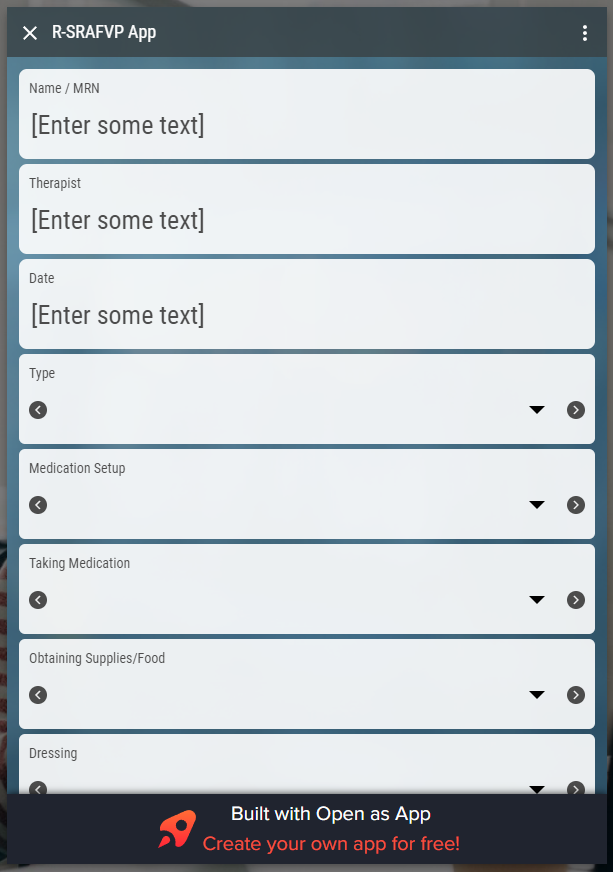 R-SRAFVP App
Name / MRN
[Enter some text]
Therapist
[Enter some text]
Date
[Enter some text]
Type
Medication Setup
Taking Medication
Obtaining Supplies/Food
Dressing
Built with Open as App
Create your own app for free!